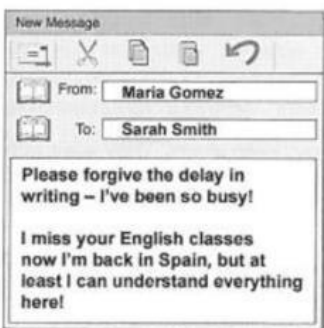 New Message
From: Maria Gomez
To: Sarah Smith
Please forgive the delay in
writing – I've been so busy!
I miss your English classes
now I'm back in Spain, but at
least I can understand everything
here!